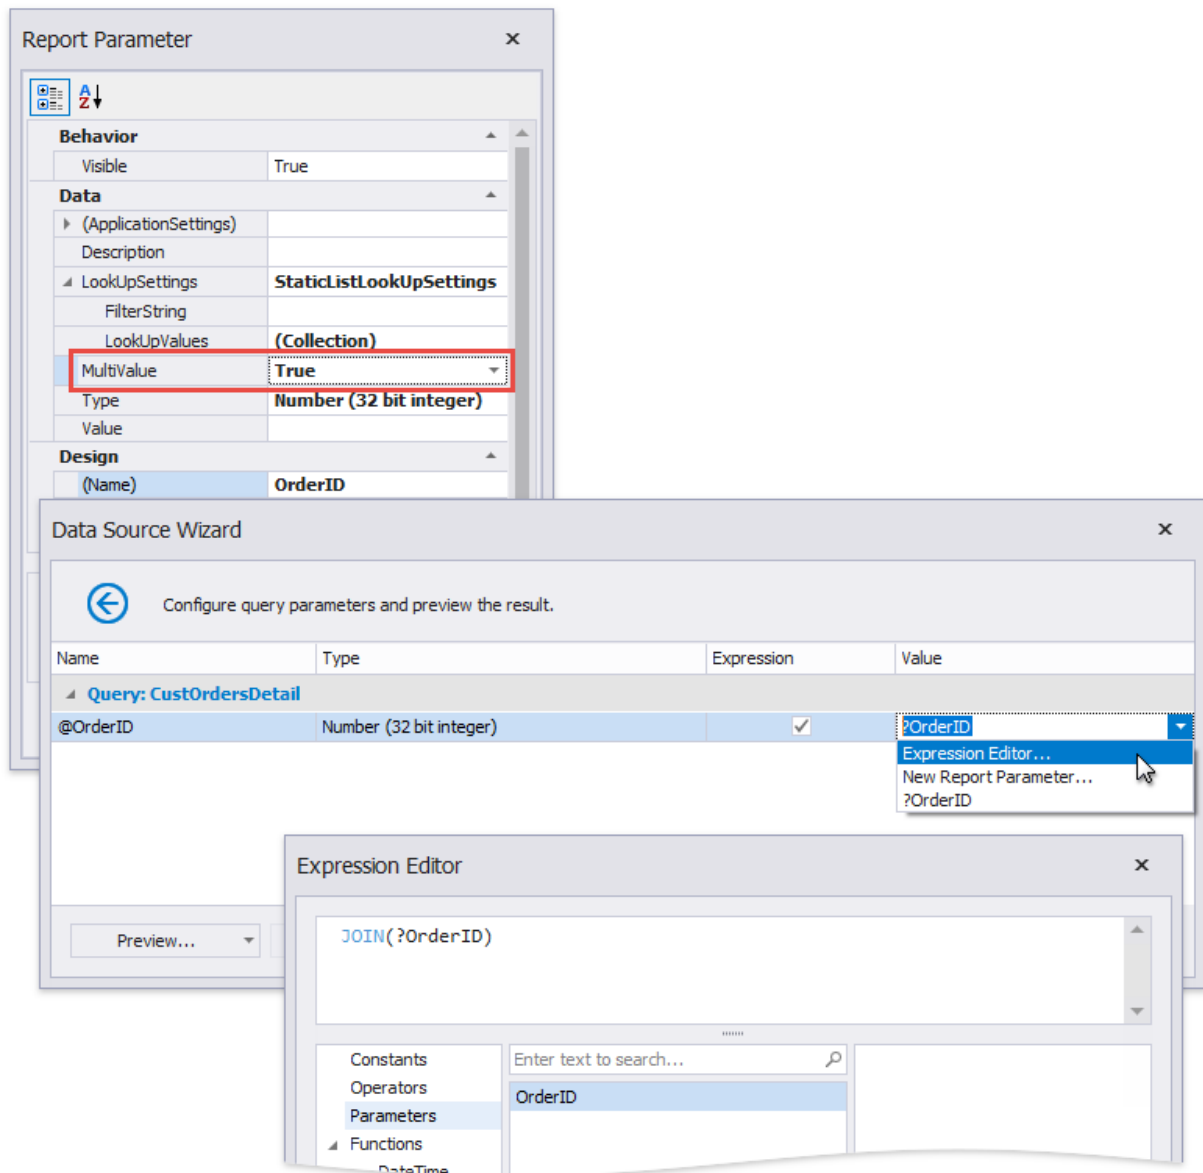 Report Parameter
Behavior
Visible True
Data
(ApplicationSettings)
Description
LookUpSettings StaticListLookUpSettings
FilterString
LookUpValues (Collection)
MultiValue True
Type Number (32 bit integer)
Value
Design
(Name) OrderID
Data Source Wizard
Configure query parameters and preview the result.
Name Type Expression Value
Query: CustOrdersDetail
@OrderID Number (32 bit integer) ?OrderID
Expression Editor...
New Report Parameter...
?OrderID
Expression Editor
JOIN(?OrderID)
Preview...
Constants Enter text to search...
Operators OrderID
Parameters
Functions
DateTime